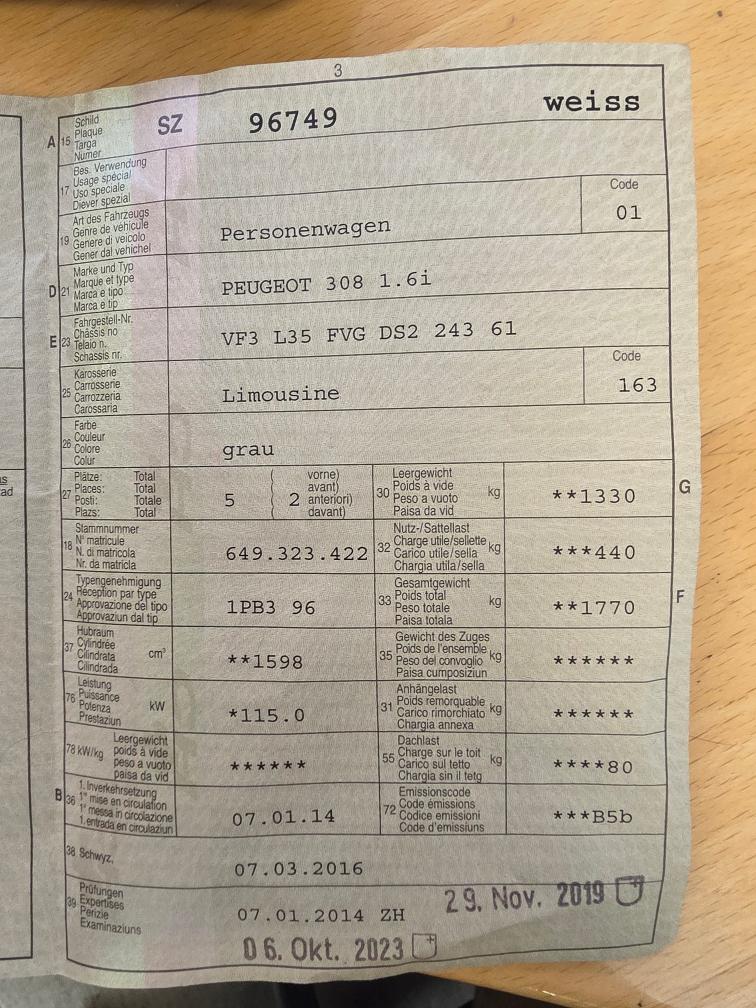 3
A 15 Schild Plaque Targa Numer SZ 96749 weiss
17 Bes. Verwendung Usage spécial Uso speciale Diever spezial
19 Art des Fahrzeugs Genre de véhicule Genere di veicolo Gener dal vehichel Personenwagen Code 01
D 21 Marke und Typ Marque et type Marca e tipo Marca e tip PEUGEOT 308 1.6i
E 23 Fahrgestell-Nr. Châssis no Telaio n. Schassis nr. VF3 L35 FVG DS2 243 61
25 Karosserie Carrosserie Carrozzeria Carossaria Limousine Code 163
26 Farbe Couleur Colore Colur grau
27 Plätze: Total Places: Total Posti: Totale Plazs: Total 5 ( 2 vorne) avant) anteriori) davant)
30 Leergewicht Poids à vide Peso a vuoto Paisa da vid kg **1330 G
18 Stammnummer N° matricule N. di matricola Nr. da matricla 649.323.422
32 Nutz-/Sattellast Charge utile/sellette Carico utile/sella Chargia utila/sella kg ***440
24 Typengenehmigung Réception par type Approvazione del tipo Approvaziun dal tip 1PB3 96
33 Gesamtgewicht Poids total Peso totale Paisa totala kg **1770 F
37 Hubraum Cylindrée Cilindrata Cilindrada cm³ **1598
35 Gewicht des Zuges Poids de l'ensemble Peso del convoglio Paisa cumposiziun kg ******
76 Leistung Puissance Potenza Prestaziun kW *115.0
31 Anhängelast Poids remorquable Carico rimorchiato Chargia annexa kg ******
78 kW/kg Leergewicht poids à vide peso a vuoto paisa da vid ******
55 Dachlast Charge sur le toit Carico sul tetto Chargia sin il tetg kg ****80
B 36 1. Inverkehrsetzung 1re mise en circulation 1a messa in circolazione 1. entrada en circulaziun 07.01.14
72 Emissionscode Code émissions Codice emissioni Code d'emissiuns ***B5b
38 Schwyz, 07.03.2016
39 Prüfungen Expertises Perizie Examinaziuns 07.01.2014 ZH 29. Nov. 2019
06. Okt. 2023